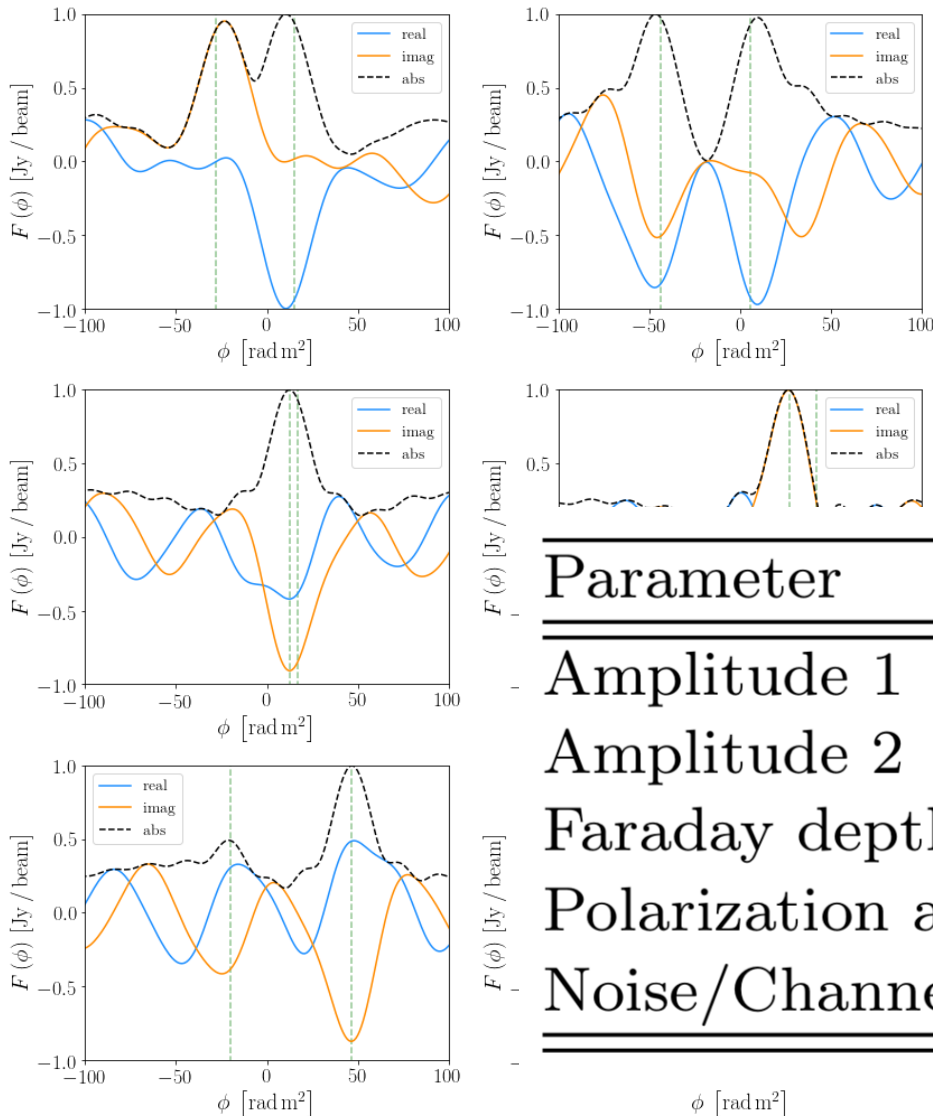 1.0
0.5
0.0
−0.5
−1.0
F (ϕ) [Jy / beam]
real
imag
abs
−100 −50 0 50 100
ϕ [rad m²]
1.0
0.5
0.0
−0.5
−1.0
F (ϕ) [Jy / beam]
real
imag
abs
−100 −50 0 50 100
ϕ [rad m²]
1.0
0.5
0.0
−0.5
−1.0
F (ϕ) [Jy / beam]
real
imag
abs
−100 −50 0 50 100
ϕ [rad m²]
1.0
0.5
F (ϕ) [Jy / beam]
real
imag
abs
Parameter
Amplitude 1
Amplitude 2
Faraday depth
Polarization a
Noise/Channe
1.0
0.5
0.0
−0.5
−1.0
F (ϕ) [Jy / beam]
real
imag
abs
−100 −50 0 50 100
ϕ [rad m²]
F (ϕ) [Jy / beam]
ϕ [rad m²]